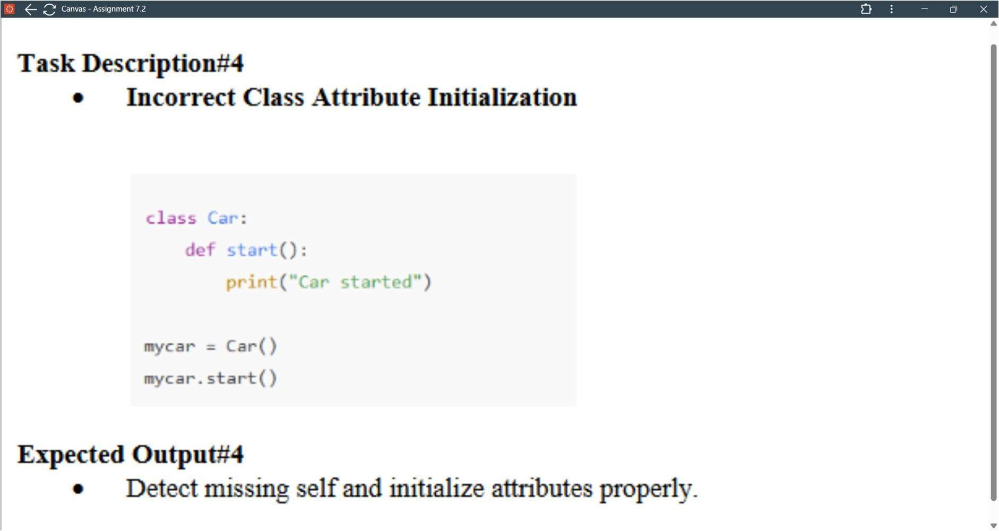 Canvas - Assignment 7.2
Task Description#4
• Incorrect Class Attribute Initialization
class Car:
    def start():
        print("Car started")
mycar = Car()
mycar.start()
Expected Output#4
• Detect missing self and initialize attributes properly.